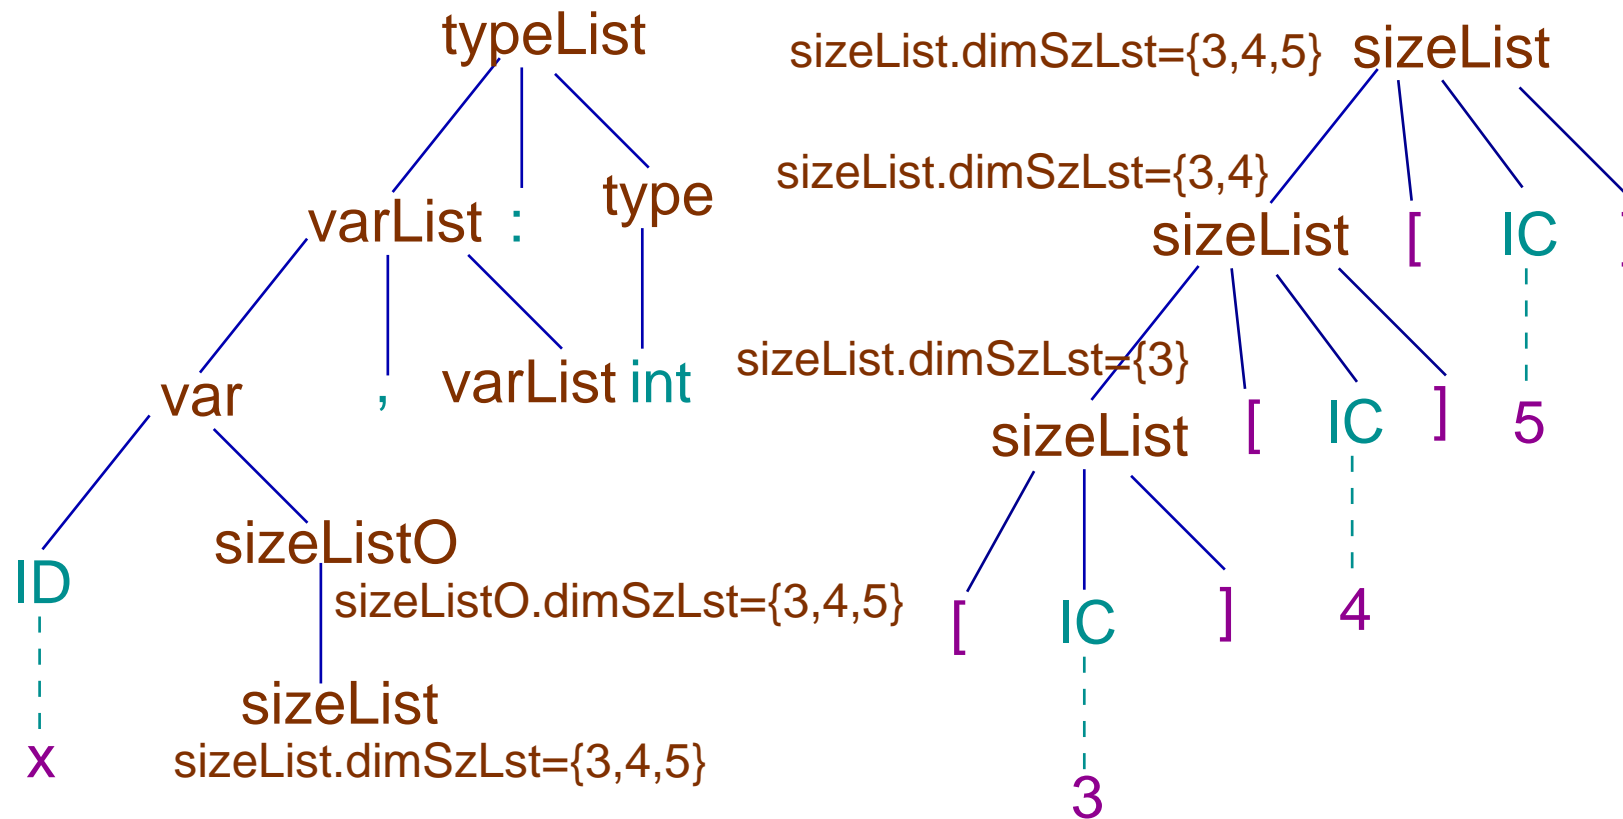 typeList
sizeList.dimSzLst={3,4,5} sizeList
sizeList.dimSzLst={3,4}
varList : type
sizeList [ IC ]
sizeList.dimSzLst={3}
var , varList int
sizeList [ IC ] 5
sizeListO
ID
sizeListO.dimSzLst={3,4,5}
[ IC ] 4
sizeList
x
sizeList.dimSzLst={3,4,5}
3